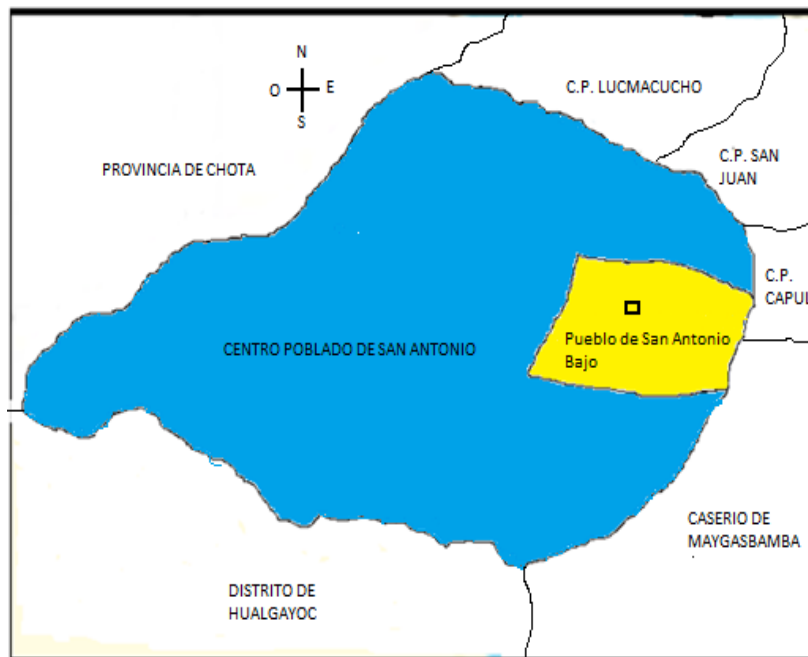 N
O E
S
C.P. LUCMACUCHO
C.P. SAN
JUAN
PROVINCIA DE CHOTA
C.P.
CAPUL
CENTRO POBLADO DE SAN ANTONIO
Pueblo de San Antonio
Bajo
CASERIO DE
MAYGASBAMBA
DISTRITO DE
HUALGAYOC